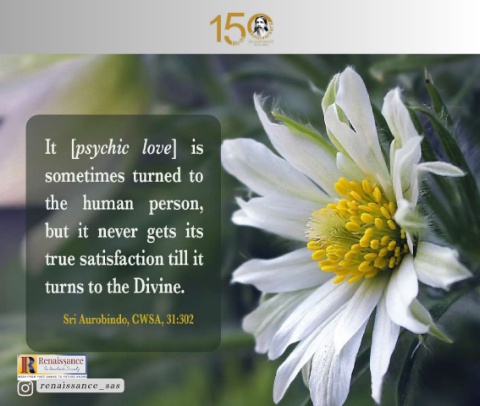 150
It [psychic love] is
sometimes turned to
the human person,
but it never gets its
true satisfaction till it
turns to the Divine.
Sri Aurobindo, CWSA, 31:302
Renaissance
renaissance_sas